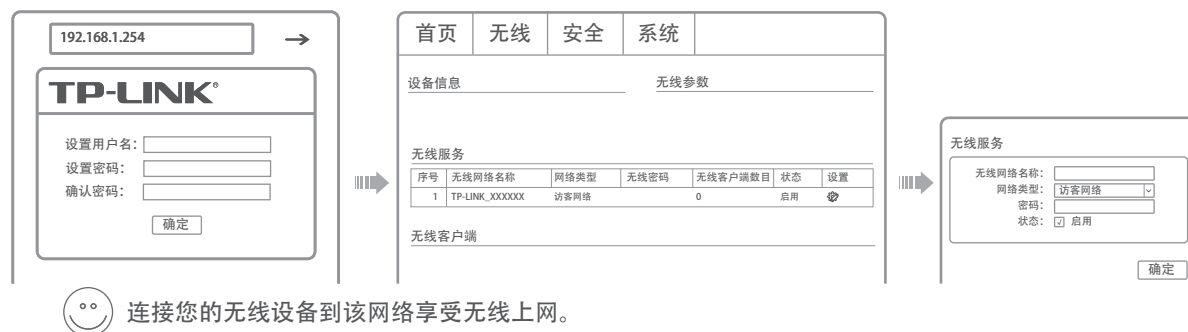 192.168.1.254
TP-LINK®
设置用户名：
设置密码：
确认密码：
确定
首页 无线 安全 系统
设备信息 无线参数
无线服务
序号 无线网络名称 网络类型 无线密码 无线客户端数目 状态 设置
1 TP-LINK_XXXXXX 访客网络 0 启用
无线客户端
无线服务
无线网络名称：
网络类型： 访客网络
密码：
状态： 启用
确定
连接您的无线设备到该网络享受无线上网。